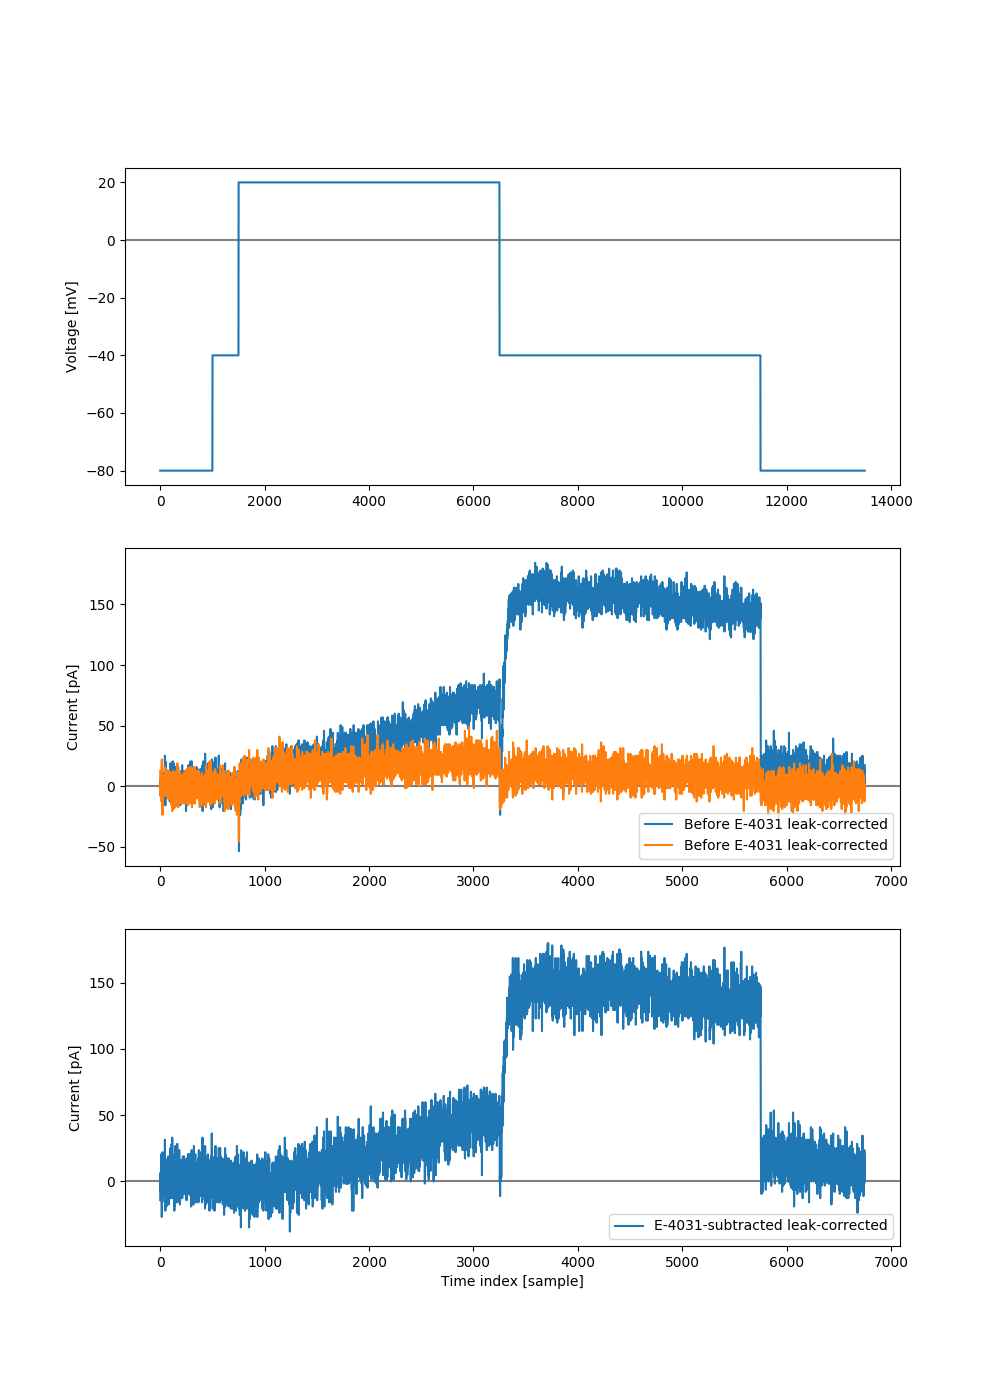 20
0
−20
−40
−60
−80
Voltage [mV]
0 2000 4000 6000 8000 10000 12000 14000
150
100
50
0
−50
Current [pA]
Before E-4031 leak-corrected
Before E-4031 leak-corrected
0 1000 2000 3000 4000 5000 6000 7000
150
100
50
0
Current [pA]
E-4031-subtracted leak-corrected
0 1000 2000 3000 4000 5000 6000 7000
Time index [sample]